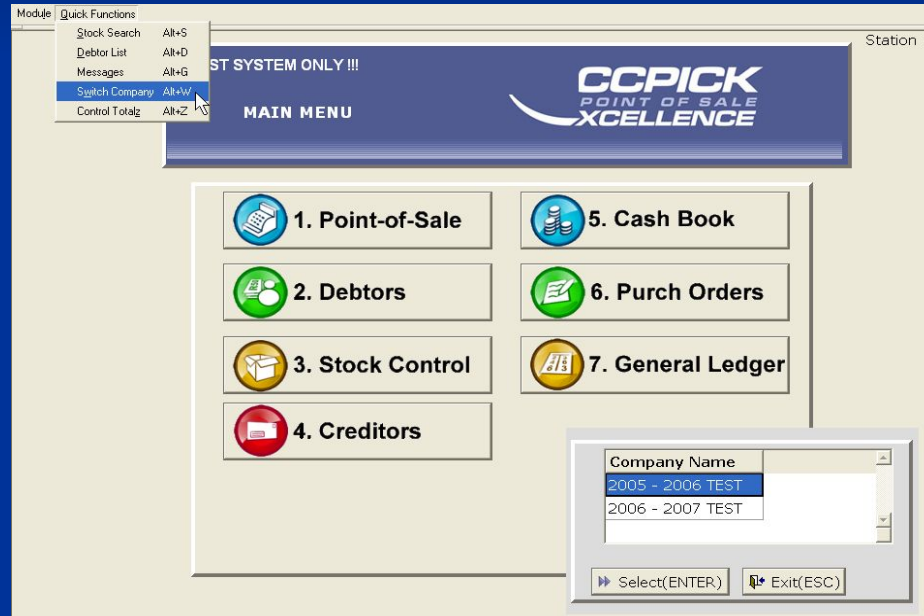 Module Quick Functions
Stock Search Alt+S
Debtor List Alt+D
Messages Alt+G
Switch Company Alt+W
Control Totalz Alt+Z
Station
ST SYSTEM ONLY !!!
MAIN MENU
CCPICK
POINT OF SALE
XCELLENCE
1. Point-of-Sale
2. Debtors
3. Stock Control
4. Creditors
5. Cash Book
6. Purch Orders
7. General Ledger
Company Name
2005 - 2006 TEST
2006 - 2007 TEST
Select(ENTER) Exit(ESC)